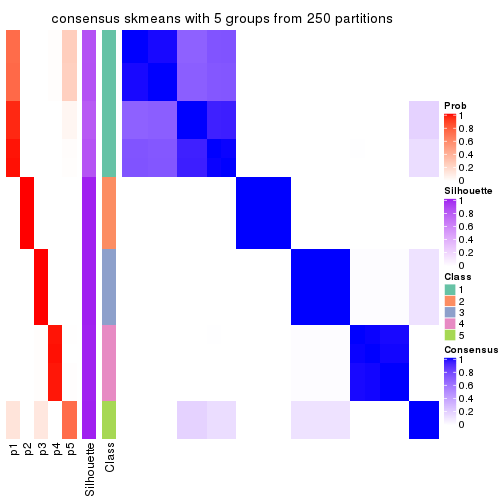 consensus skmeans with 5 groups from 250 partitions
Prob
1
0.8
0.6
0.4
0.2
0
Silhouette
1
0.8
0.6
0.4
0.2
0
Class
1
2
3
4
5
Consensus
1
0.8
0.6
0.4
0.2
0
p1
p2
p3
p4
p5
Silhouette
Class